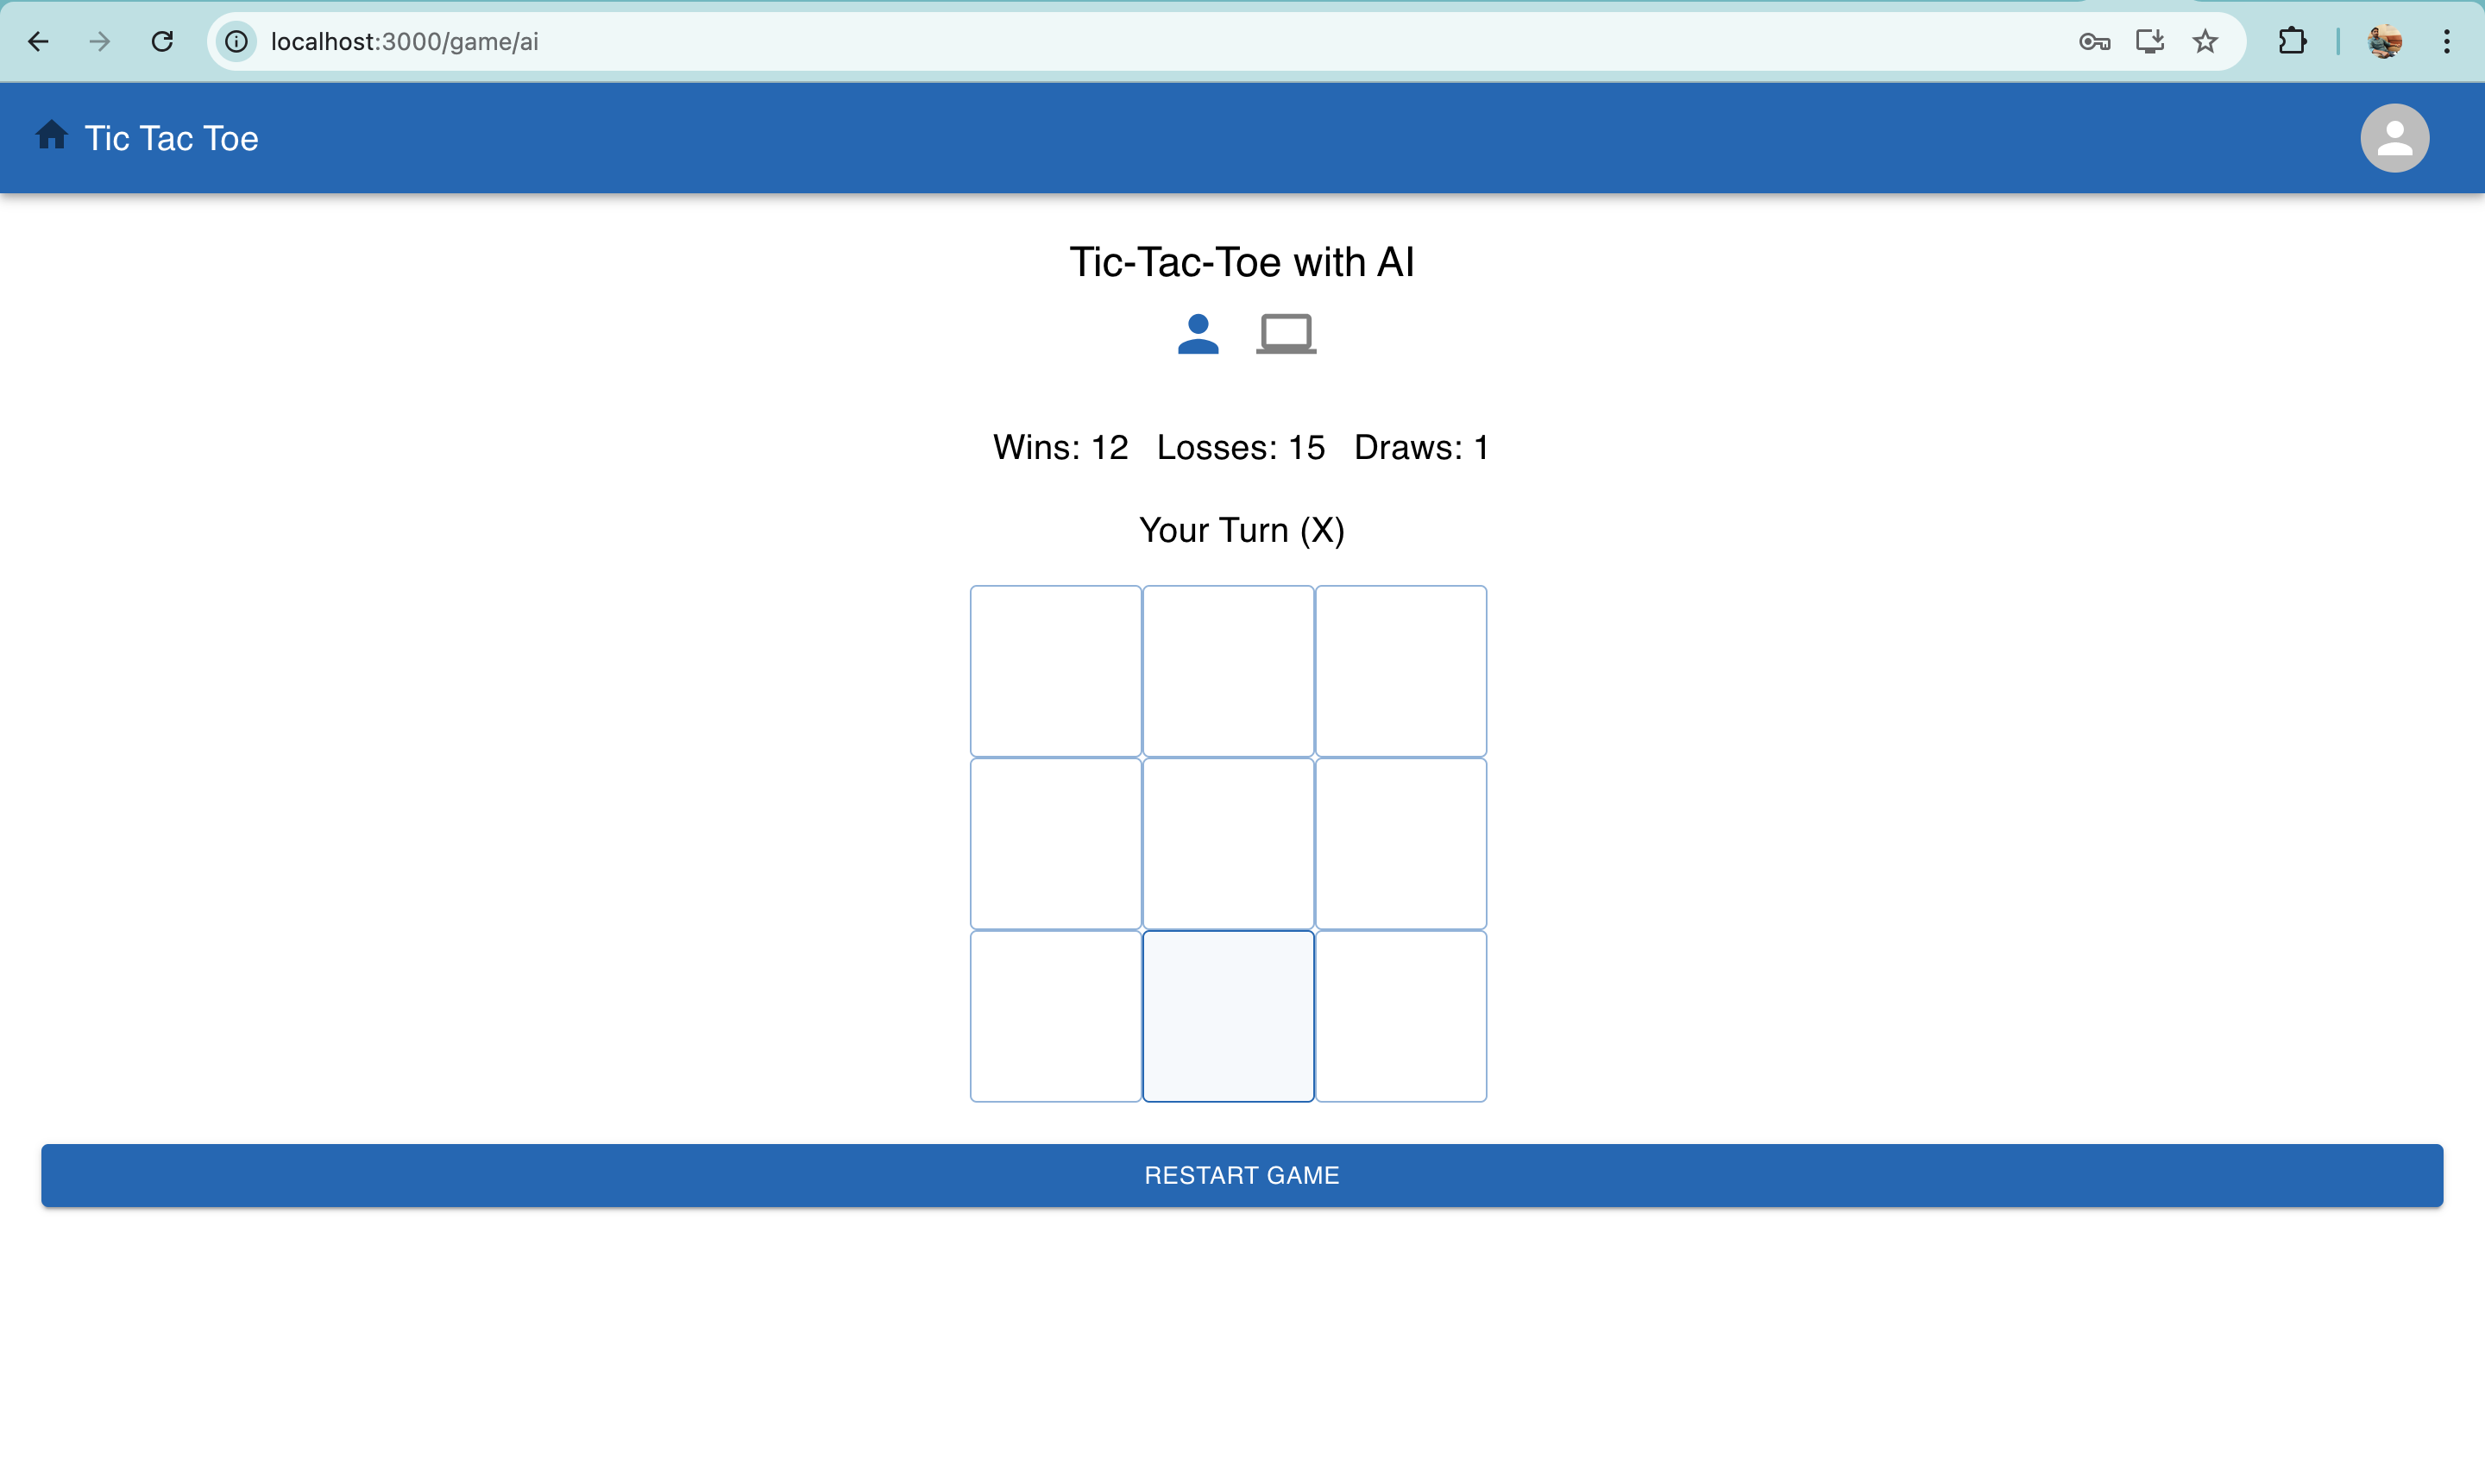 localhost:3000/game/ai
Tic Tac Toe
Tic-Tac-Toe with AI
Wins: 12 Losses: 15 Draws: 1
Your Turn (X)
RESTART GAME